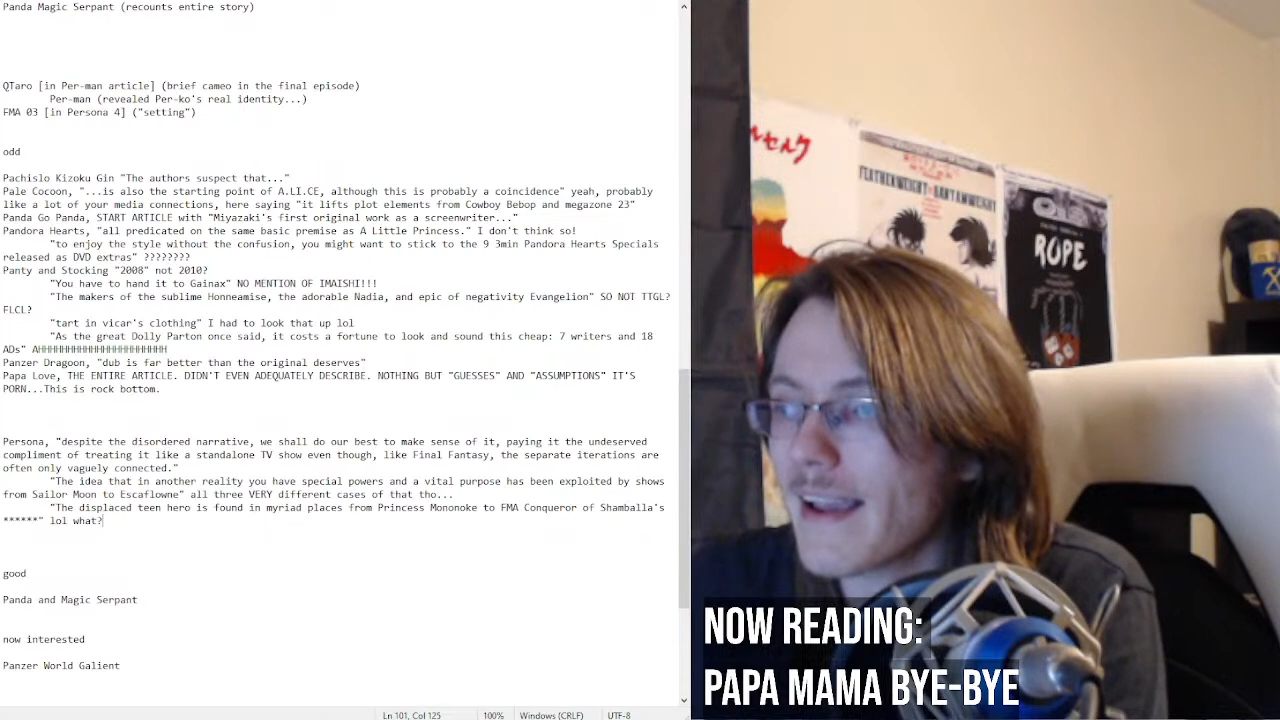 Panda Magic Serpant (recounts entire story)
QTaro [in Per-man article] (brief cameo in the final episode)
Per-man (revealed Per-ko's real identity...)
FMA 03 [in Persona 4] ("setting")
odd
Pachislo Kizoku Gin "The authors suspect that..."
Pale Cocoon, "...is also the starting point of A.LI.CE, although this is probably a coincidence" yeah, probably
like a lot of your media connections, here saying "it lifts plot elements from Cowboy Bebop and megazone 23"
Panda Go Panda, START ARTICLE with "Miyazaki's first original work as a screenwriter..."
Pandora Hearts, "all predicated on the same basic premise as A Little Princess." I don't think so!
"to enjoy the style without the confusion, you might want to stick to the 9 3min Pandora Hearts Specials
released as DVD extras" ????????
Panty and Stocking "2008" not 2010?
"You have to hand it to Gainax" NO MENTION OF IMAISHI!!!
"The makers of the sublime Honneamise, the adorable Nadia, and epic of negativity Evangelion" SO NOT TTGL?
FLCL?
"tart in vicar's clothing" I had to look that up lol
"As the great Dolly Parton once said, it costs a fortune to look and sound this cheap: 7 writers and 18
ADs" AHHHHHHHHHHHHHHHHHHHHHH
Panzer Dragoon, "dub is far better than the original deserves"
Papa Love, THE ENTIRE ARTICLE. DIDN'T EVEN ADEQUATELY DESCRIBE. NOTHING BUT "GUESSES" AND "ASSUMPTIONS" IT'S
PORN...This is rock bottom.
Persona, "despite the disordered narrative, we shall do our best to make sense of it, paying it the undeserved
compliment of treating it like a standalone TV show even though, like Final Fantasy, the separate iterations are
often only vaguely connected."
"The idea that in another reality you have special powers and a vital purpose has been exploited by shows
from Sailor Moon to Escaflowne" all three VERY different cases of that tho...
"The displaced teen hero is found in myriad places from Princess Mononoke to FMA Conqueror of Shamballa's
******" lol what?
good
Panda and Magic Serpant
now interested
Panzer World Galient
Ln 101, Col 125 100% Windows (CRLF) UTF-8
ルセルク
FEATHERWEIGHT BANTAMWEIGHT
ROPE
NOW READING:
PAPA MAMA BYE-BYE